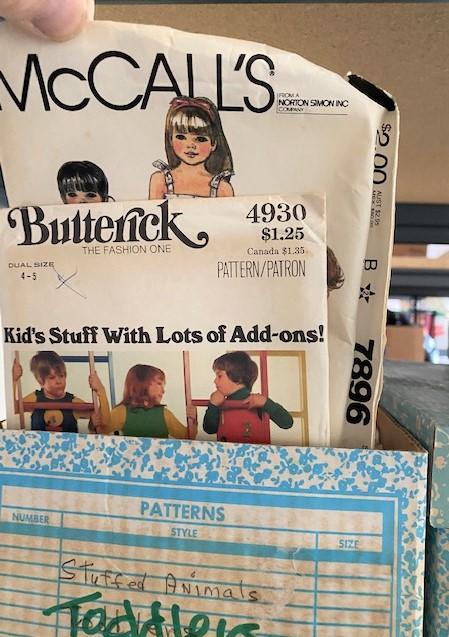 McCALL'S®
FROM A
NORTON SIMON INC
COMPANY
$2.00
B ☆ 7896
Butterick
THE FASHION ONE
4930
$1.25
Canada $1.35
PATTERN/PATRON
DUAL SIZE
4-5
Kid's Stuff With Lots of Add-ons!
PATTERNS
NUMBER STYLE SIZE
Stuffed Animals
Toddlers